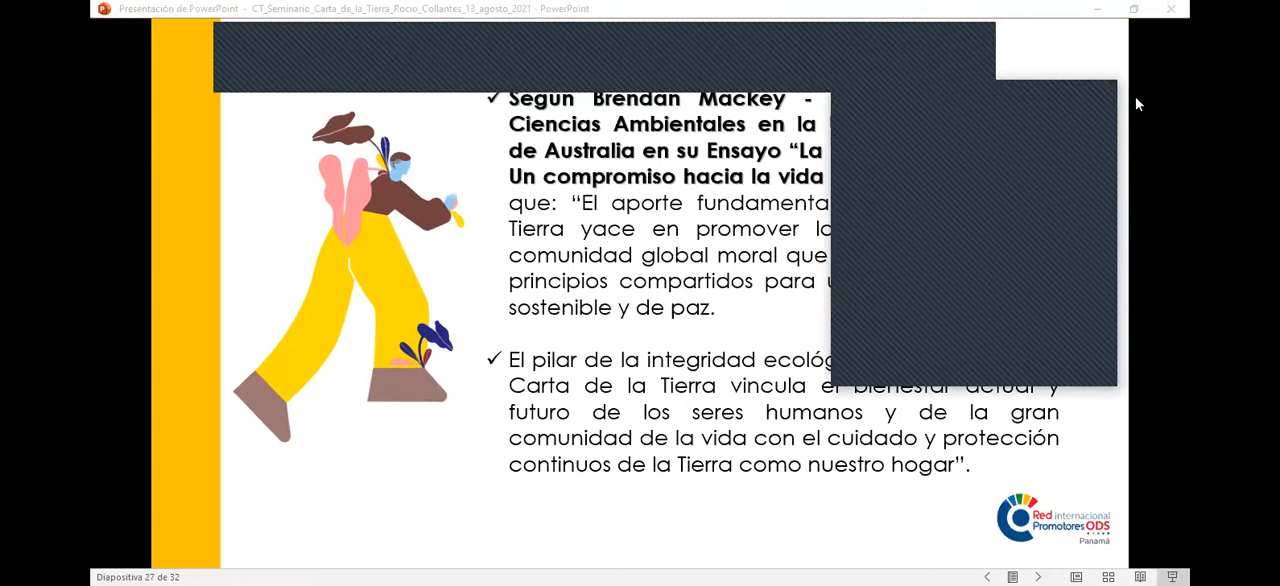 Presentación de PowerPoint - CT_Seminario_Carta_de_la_Tierra_Rocio_Collantes_13_agosto_2021 - PowerPoint
✓ Según Brendan Mackey -
Ciencias Ambientales en la
de Australia en su Ensayo “La
Un compromiso hacia la vida
que: “El aporte fundamenta
Tierra yace en promover
comunidad global moral que
principios compartidos para
sostenible y de paz.
✓ El pilar de la integridad ecológ
Carta de la Tierra vincula el bienestar actual y
futuro de los seres humanos y de la gran
comunidad de la vida con el cuidado y protección
continuos de la Tierra como nuestro hogar”.
Red internacional
Promotores ODS
Panamá
Diapositiva 27 de 32